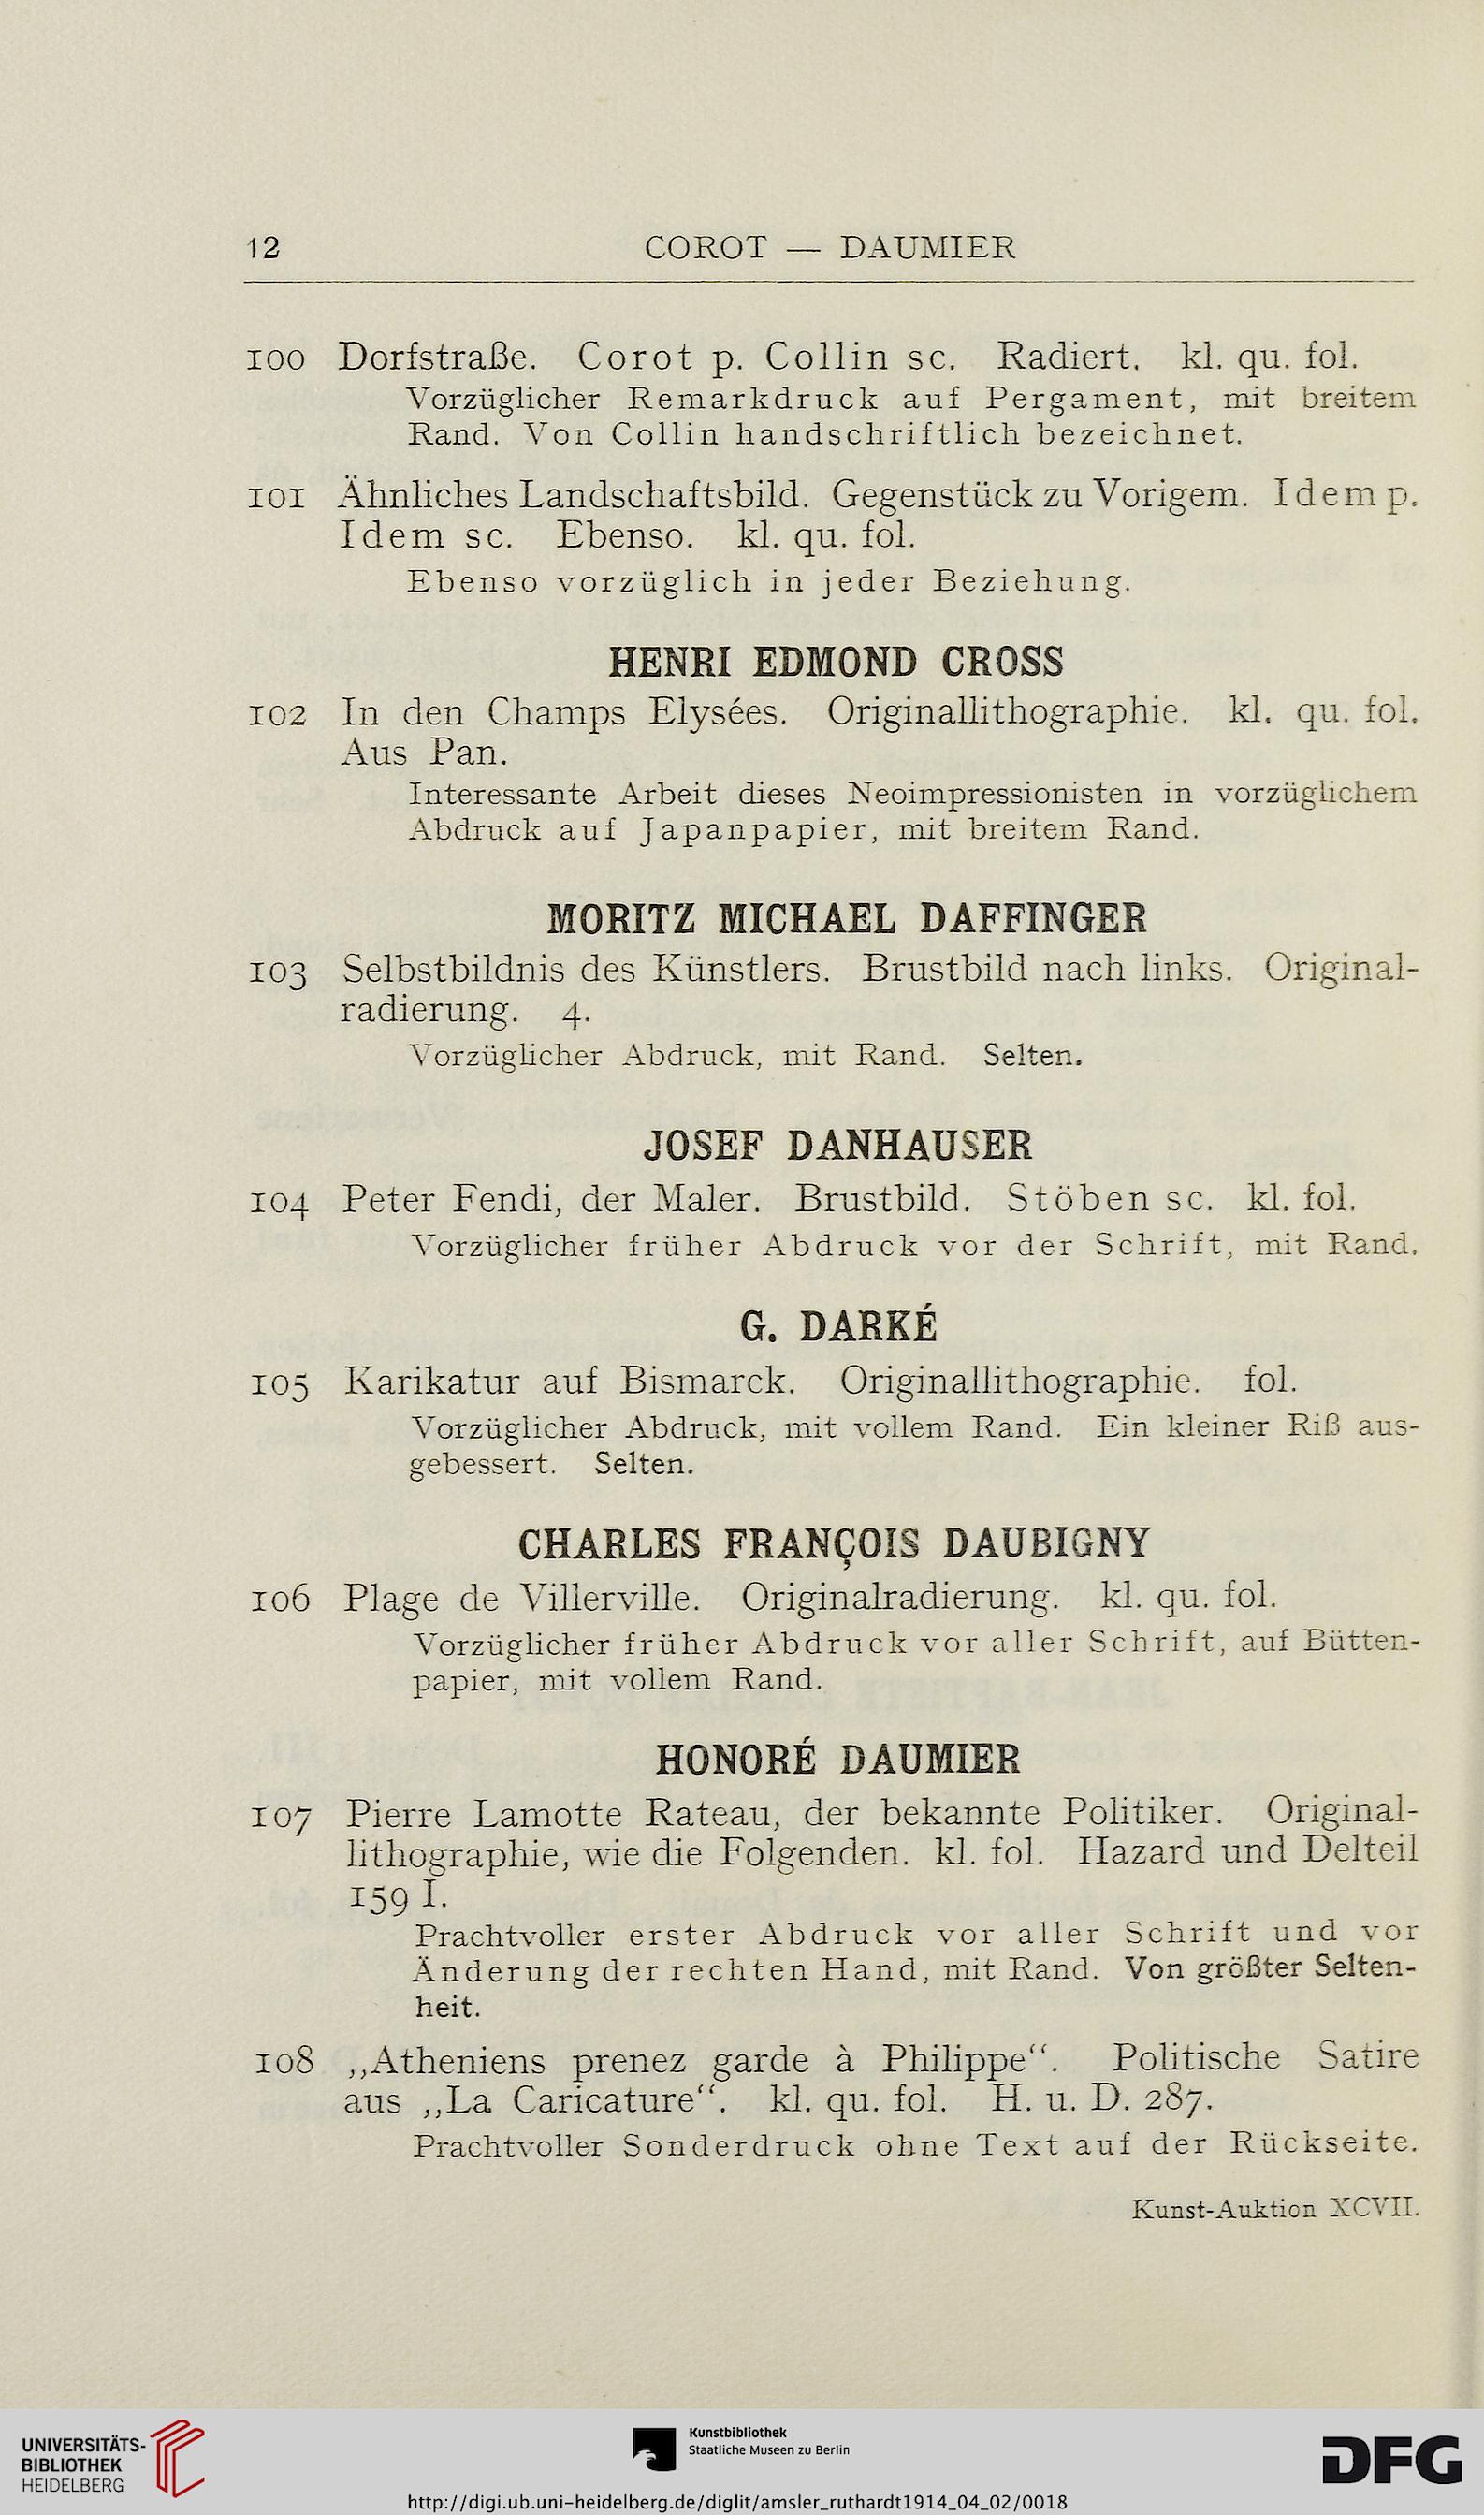 12 COROT — DAUMIER
100 Dorfstraße. Corot p. Collin sc. Radiert. kl. qu. fol.
Vorzüglicher Remarkdruck auf Pergament, mit breitem
Rand. Von Collin handschriftlich bezeichnet.
101 Ähnliches Landschaftsbild. Gegenstück zu Vorigem. Idem p.
Idem sc. Ebenso. kl. qu. fol.
Ebenso vorzüglich in jeder Beziehung.
HENRI EDMOND CROSS
102 In den Champs Elysées. Originallithographie. kl. qu. fol.
Aus Pan.
Interessante Arbeit dieses Neoimpressionisten in vorzüglichem
Abdruck auf Japanpapier, mit breitem Rand.
MORITZ MICHAEL DAFFINGER
103 Selbstbildnis des Künstlers. Brustbild nach links. Original-
radierung. 4.
Vorzüglicher Abdruck, mit Rand. Selten.
JOSEF DANHAUSER
104 Peter Fendi, der Maler. Brustbild. Stöben sc. kl. fol.
Vorzüglicher früher Abdruck vor der Schrift, mit Rand.
G. DARKÉ
105 Karikatur auf Bismarck. Originallithographie. fol.
Vorzüglicher Abdruck, mit vollem Rand. Ein kleiner Riß aus-
gebessert. Selten.
CHARLES FRANÇOIS DAUBIGNY
106 Plage de Villerville. Originalradierung. kl. qu. fol.
Vorzüglicher früher Abdruck vor aller Schrift, auf Bütten-
papier, mit vollem Rand.
HONORÉ DAUMIER
107 Pierre Lamotte Rateau, der bekannte Politiker. Original-
lithographie, wie die Folgenden. kl. fol. Hazard und Delteil
159 I.
Prachtvoller erster Abdruck vor aller Schrift und vor
Änderung der rechten Hand, mit Rand. Von größter Selten-
heit.
108 „Atheniens prenez garde à Philippe“. Politische Satire
aus „La Caricature“. kl. qu. fol. H. u. D. 287.
Prachtvoller Sonderdruck ohne Text auf der Rückseite.
Kunst-Auktion XCVII.
UNIVERSITÄTS-
BIBLIOTHEK
HEIDELBERG
Kunstbibliothek
Staatliche Museen zu Berlin
DFG
http://digi.ub.uni-heidelberg.de/diglit/amsler_ruthardt1914_04_02/0018